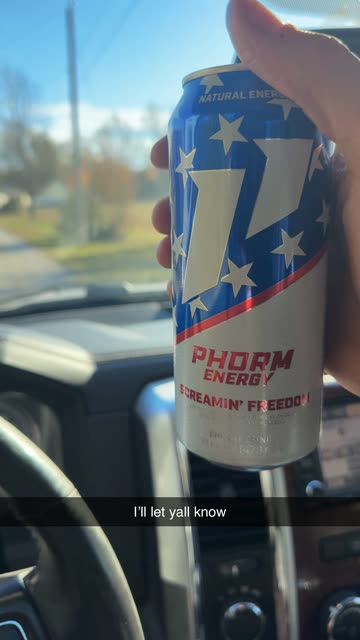 NATURAL ENERGY
PHORM
ENERGY
SCREAMIN' FREEDOM
I'll let yall know